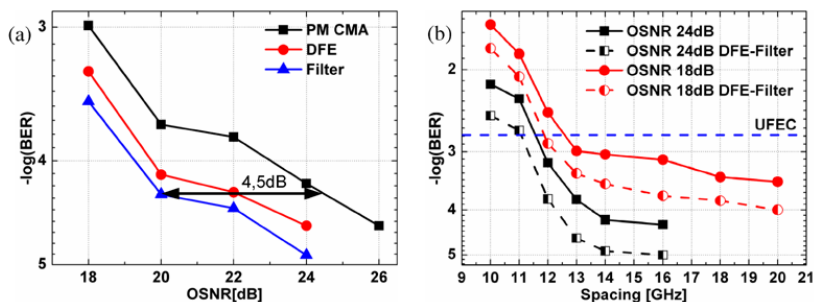 (a)
PM CMA
DFE
Filter
4,5dB
-log(BER)
3
4
5
18 20 22 24 26
OSNR[dB]
(b)
OSNR 24dB
OSNR 24dB DFE-Filter
OSNR 18dB
OSNR 18dB DFE-Filter
UFEC
-log(BER)
2
3
4
5
9 10 11 12 13 14 15 16 17 18 19 20 21
Spacing [GHz]